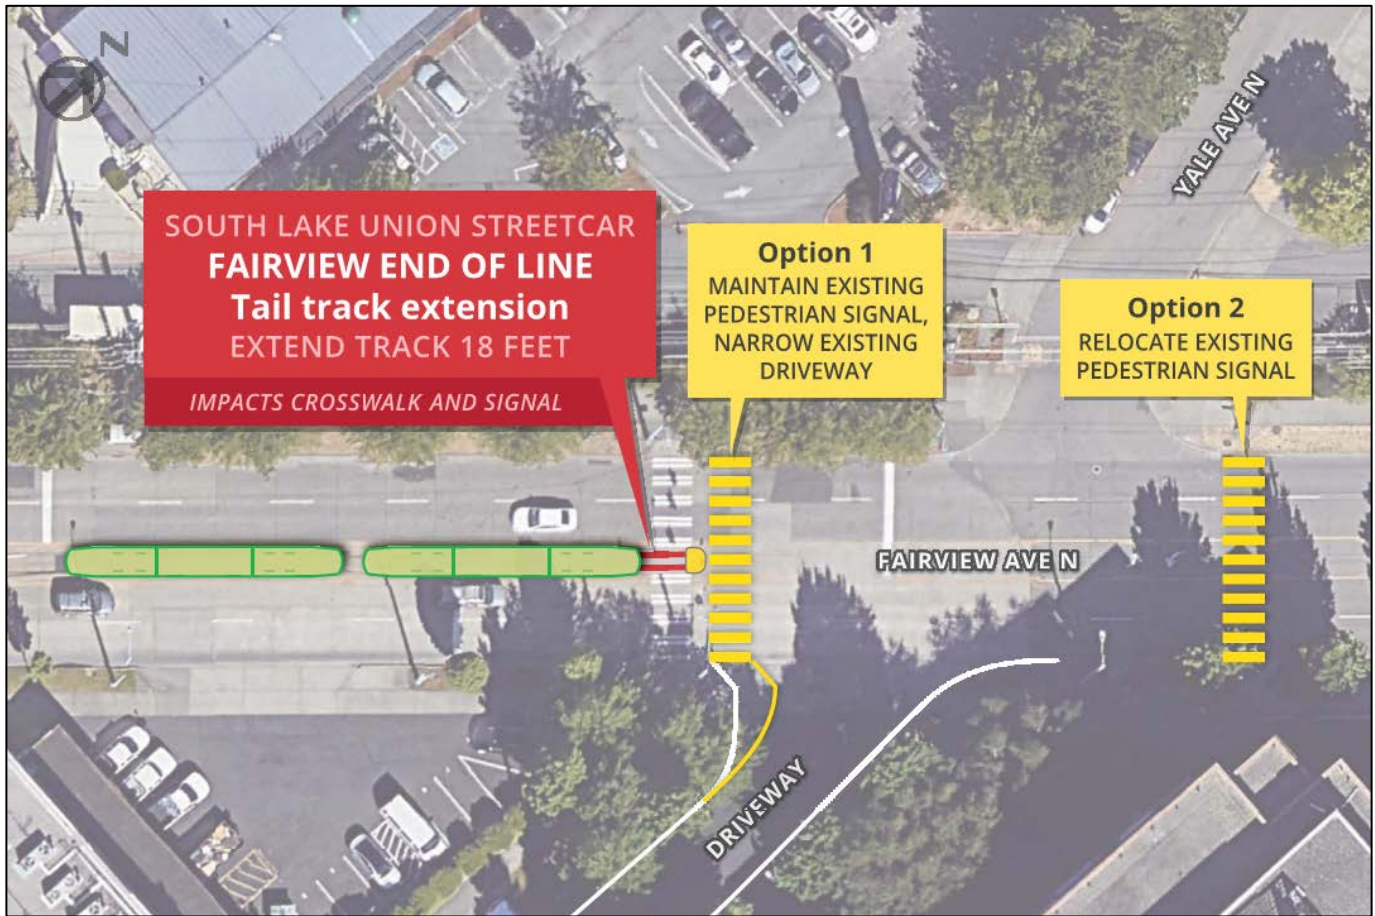 N
YALE AVE N
SOUTH LAKE UNION STREETCAR
FAIRVIEW END OF LINE
Tail track extension
EXTEND TRACK 18 FEET
IMPACTS CROSSWALK AND SIGNAL
Option 1
MAINTAIN EXISTING
PEDESTRIAN SIGNAL,
NARROW EXISTING
DRIVEWAY
Option 2
RELOCATE EXISTING
PEDESTRIAN SIGNAL
FAIRVIEW AVE N
DRIVEWAY